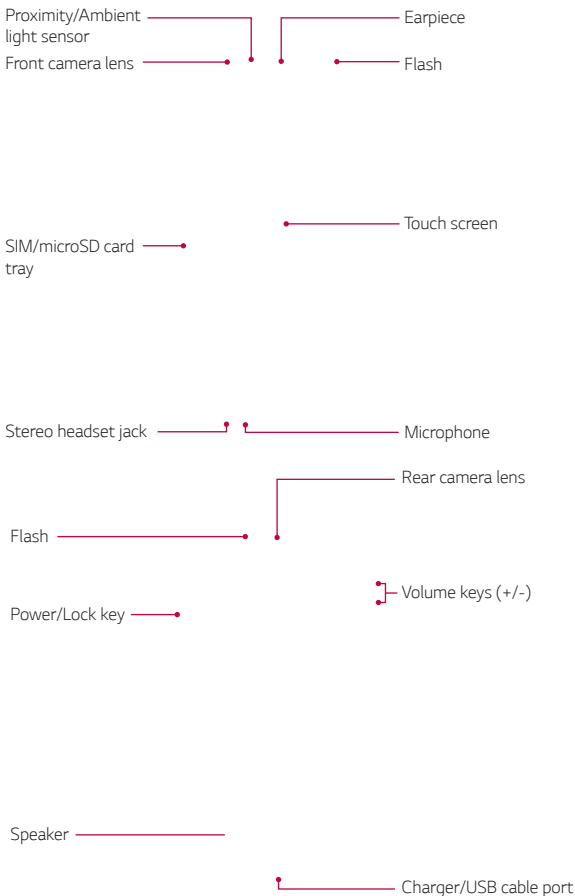 Proximity/Ambient
light sensor
Earpiece
Front camera lens
Flash
Touch screen
SIM/microSD card
tray
Stereo headset jack
Microphone
Rear camera lens
Flash
Volume keys (+/-)
Power/Lock key
Speaker
Charger/USB cable port